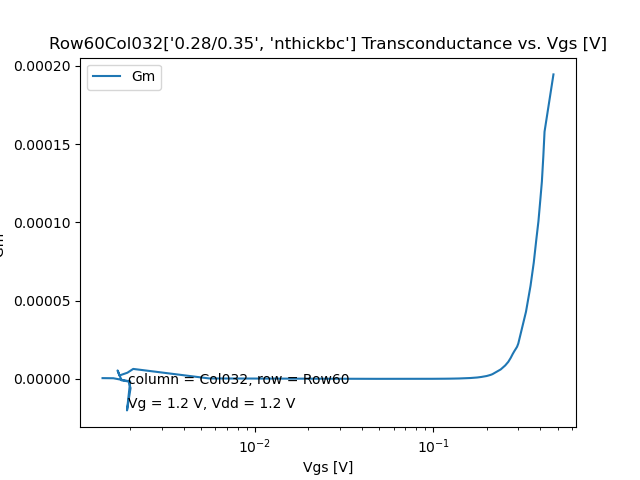 Row60Col032['0.28/0.35', 'nthickbc'] Transconductance vs. Vgs [V]
Gm
0.00020
0.00015
0.00010
0.00005
0.00000
column = Col032, row = Row60
Vg = 1.2 V, Vdd = 1.2 V
10⁻² 10⁻¹
Vgs [V]